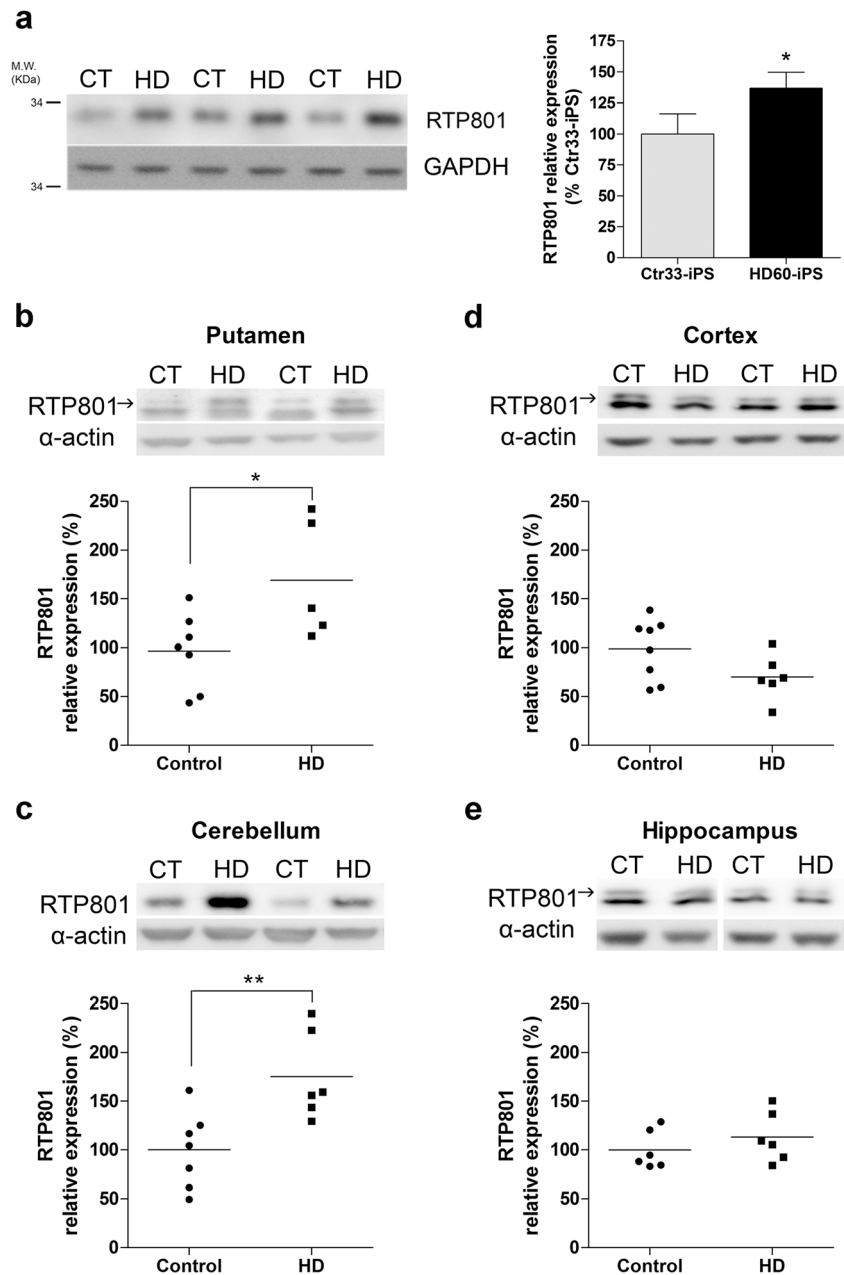 a
M.W.
(KDa)
CT HD CT HD CT HD
34
RTP801
GAPDH
34
RTP801 relative expression
(% Ctr33-iPS)
175
150
125
100
75
50
25
0
*
Ctr33-iPS HD60-iPS
b
Putamen
CT HD CT HD
RTP801→
α-actin
RTP801
relative expression (%)
250
200
150
100
50
0
*
Control HD
d
Cortex
CT HD CT HD
RTP801→
α-actin
RTP801
relative expression (%)
250
200
150
100
50
0
Control HD
c
Cerebellum
CT HD CT HD
RTP801
α-actin
RTP801
relative expression (%)
250
200
150
100
50
0
**
Control HD
e
Hippocampus
CT HD CT HD
RTP801→
α-actin
RTP801
relative expression (%)
250
200
150
100
50
0
Control HD